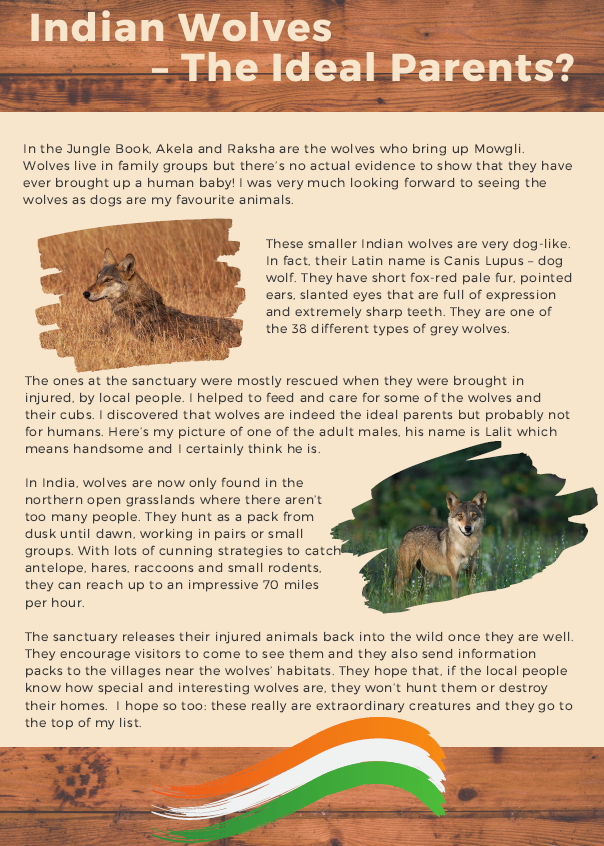 Indian Wolves
– The Ideal Parents?
In the Jungle Book, Akela and Raksha are the wolves who bring up Mowgli.
Wolves live in family groups but there's no actual evidence to show that they have
ever brought up a human baby! I was very much looking forward to seeing the
wolves as dogs are my favourite animals.
These smaller Indian wolves are very dog-like.
In fact, their Latin name is Canis Lupus – dog
wolf. They have short fox-red pale fur, pointed
ears, slanted eyes that are full of expression
and extremely sharp teeth. They are one of
the 38 different types of grey wolves.
The ones at the sanctuary were mostly rescued when they were brought in
injured, by local people. I helped to feed and care for some of the wolves and
their cubs. I discovered that wolves are indeed the ideal parents but probably not
for humans. Here's my picture of one of the adult males, his name is Lalit which
means handsome and I certainly think he is.
In India, wolves are now only found in the
northern open grasslands where there aren't
too many people. They hunt as a pack from
dusk until dawn, working in pairs or small
groups. With lots of cunning strategies to catch
antelope, hares, raccoons and small rodents,
they can reach up to an impressive 70 miles
per hour.
The sanctuary releases their injured animals back into the wild once they are well.
They encourage visitors to come to see them and they also send information
packs to the villages near the wolves' habitats. They hope that, if the local people
know how special and interesting wolves are, they won't hunt them or destroy
their homes. I hope so too: these really are extraordinary creatures and they go to
the top of my list.